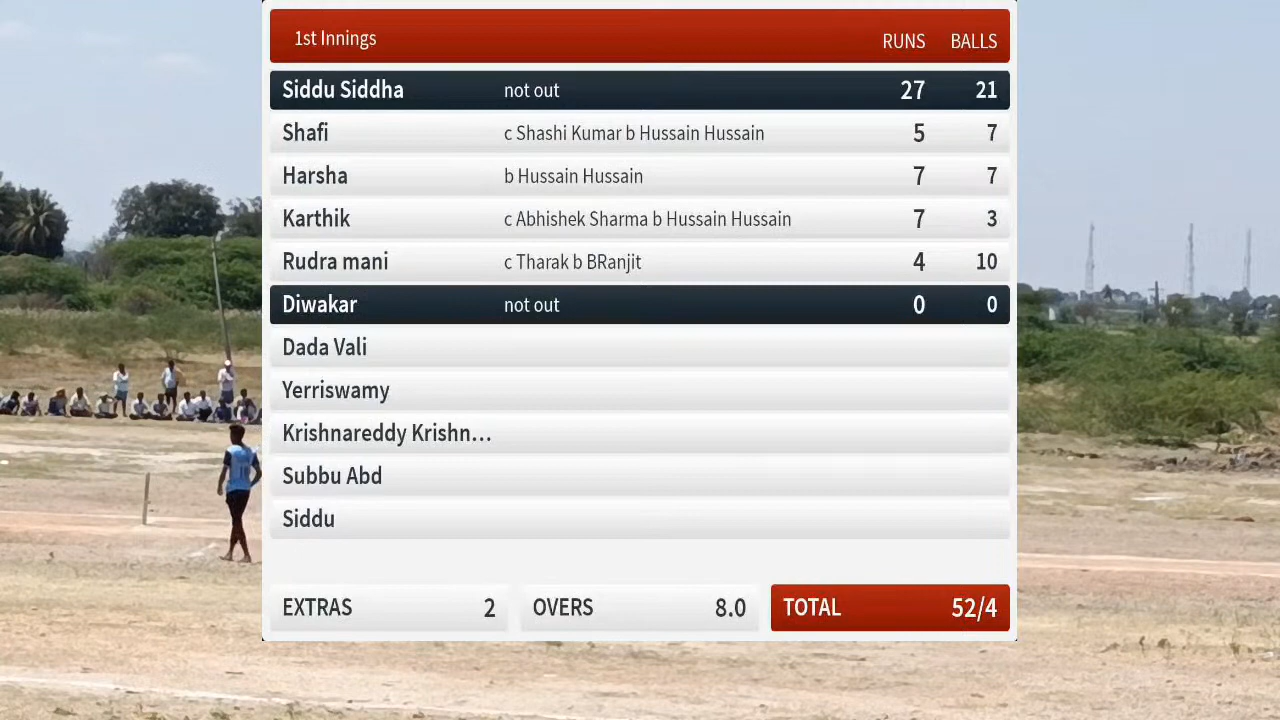 1st Innings RUNS BALLS
Siddu Siddha not out 27 21
Shafi c Shashi Kumar b Hussain Hussain 5 7
Harsha b Hussain Hussain 7 7
Karthik c Abhishek Sharma b Hussain Hussain 7 3
Rudra mani c Tharak b BRanjit 4 10
Diwakar not out 0 0
Dada Vali
Yerriswamy
Krishnareddy Krishn...
Subbu Abd
Siddu
EXTRAS 2 OVERS 8.0 TOTAL 52/4